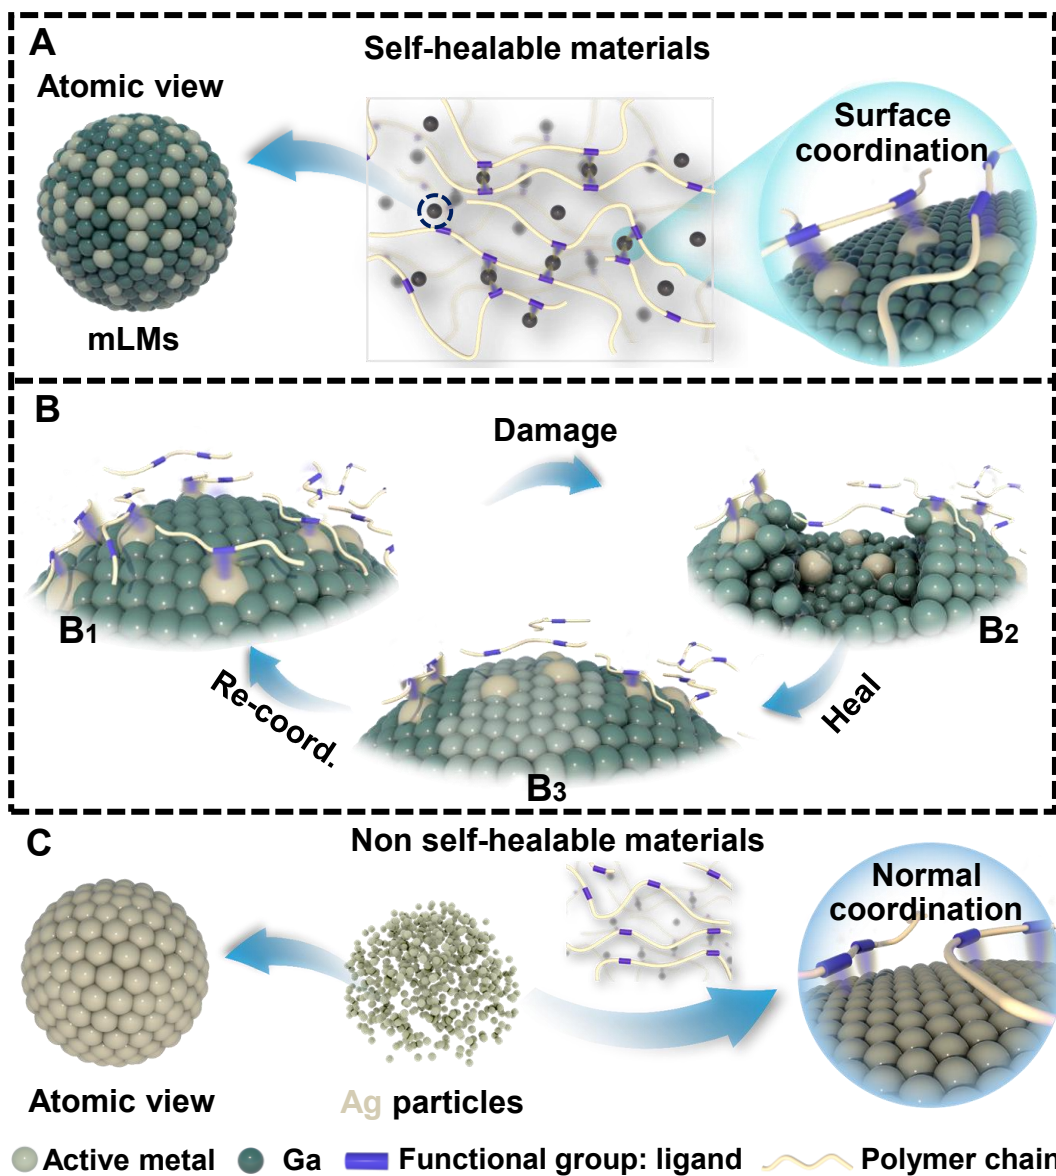 A
Self-healable materials
Atomic view
Surface
coordination
mLMs
B
Damage
B1
B2
Re-coord.
Heal
B3
C
Non self-healable materials
Normal
coordination
Atomic view
Ag particles
Active metal
Ga
Functional group: ligand
Polymer chain